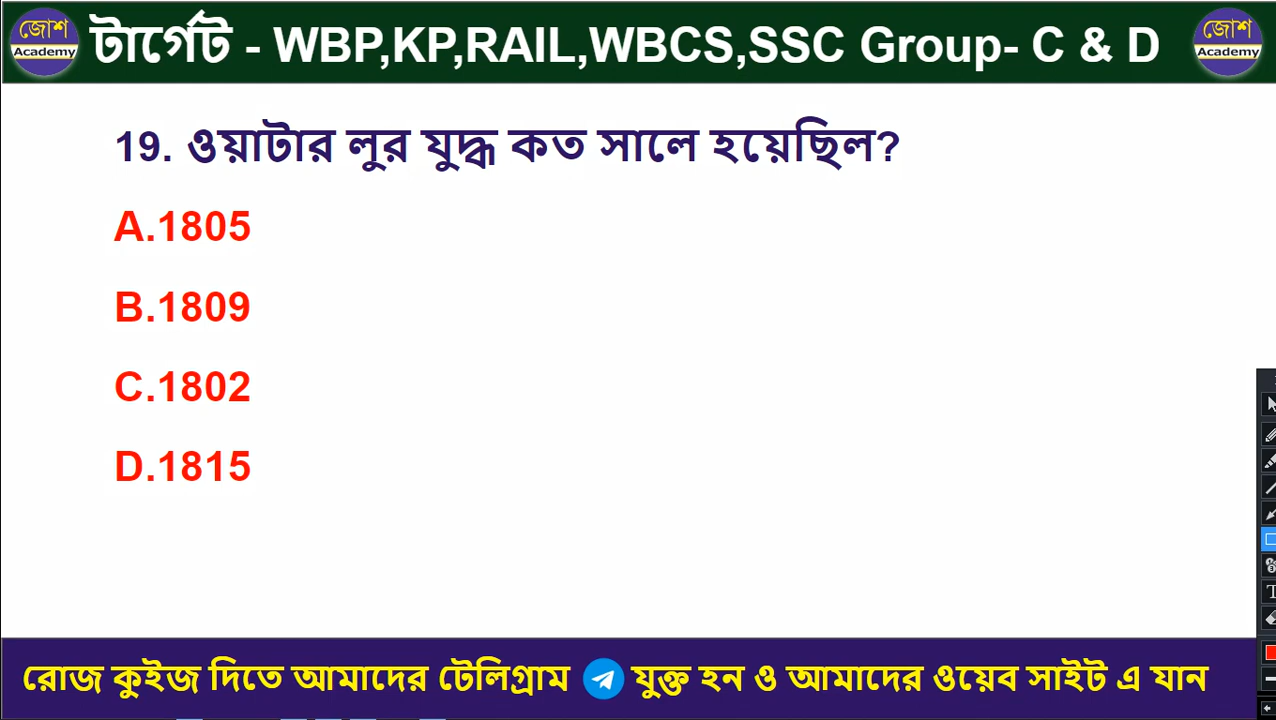 জোশ Academy টার্গেট - WBP,KP,RAIL,WBCS,SSC Group- C & D জোশ Academy
19. ওয়াটার লুর যুদ্ধ কত সালে হয়েছিল?
A.1805
B.1809
C.1802
D.1815
রোজ কুইজ দিতে আমাদের টেলিগ্রাম যুক্ত হন ও আমাদের ওয়েব সাইট এ যান